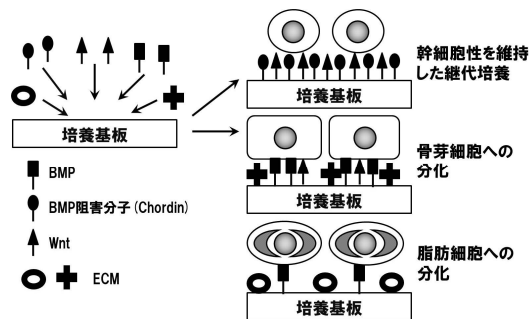 培養基板
BMP
BMP阻害分子(Chordin)
Wnt
ECM
培養基板
幹細胞性を維持
した継代培養
培養基板
骨芽細胞への
分化
培養基板
脂肪細胞への
分化